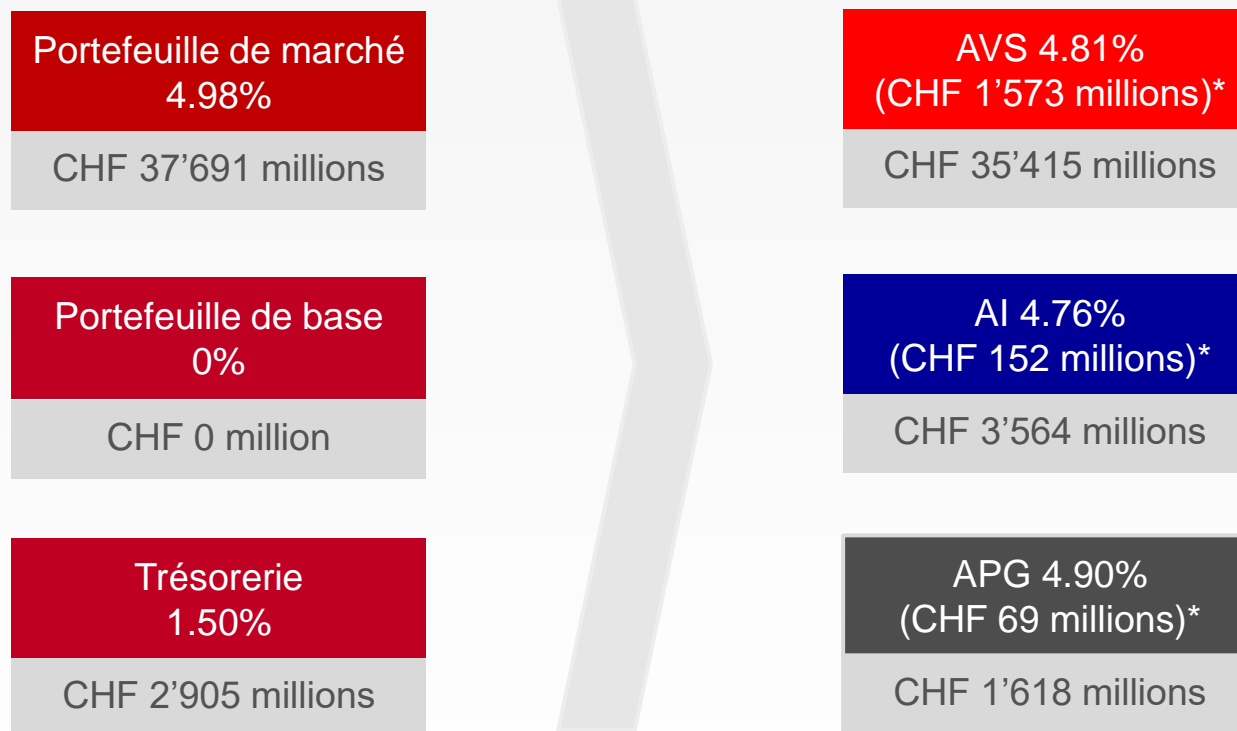 Portefeuille de marché
4.98%
CHF 37’691 millions
Portefeuille de base
0%
CHF 0 million
Trésorerie
1.50%
CHF 2’905 millions
AVS 4.81%
(CHF 1’573 millions)*
CHF 35’415 millions
AI 4.76%
(CHF 152 millions)*
CHF 3’564 millions
APG 4.90%
(CHF 69 millions)*
CHF 1’618 millions